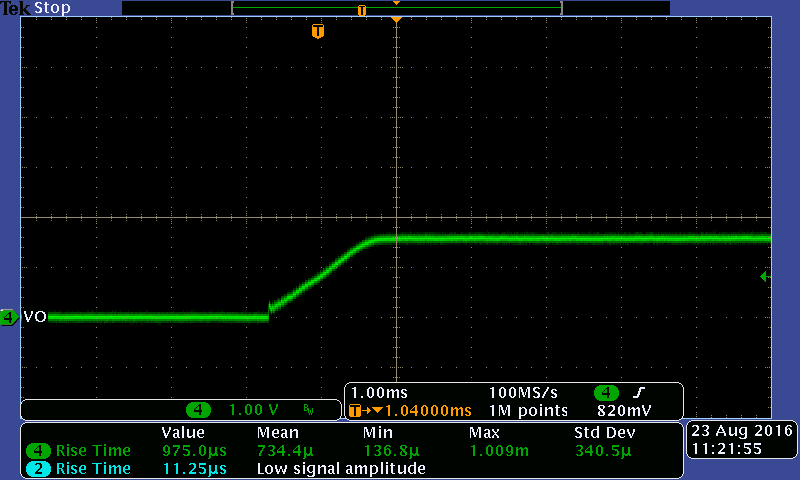 Tek Stop
T
T
4 VO
4 1.00 V BW
1.00ms 100MS/s 4
T→▼1.04000ms 1M points 820mV
Value Mean Min Max Std Dev
4 Rise Time 975.0μs 734.4μ 136.8μ 1.009m 340.5μ
2 Rise Time 11.25μs Low signal amplitude
23 Aug 2016
11:21:55